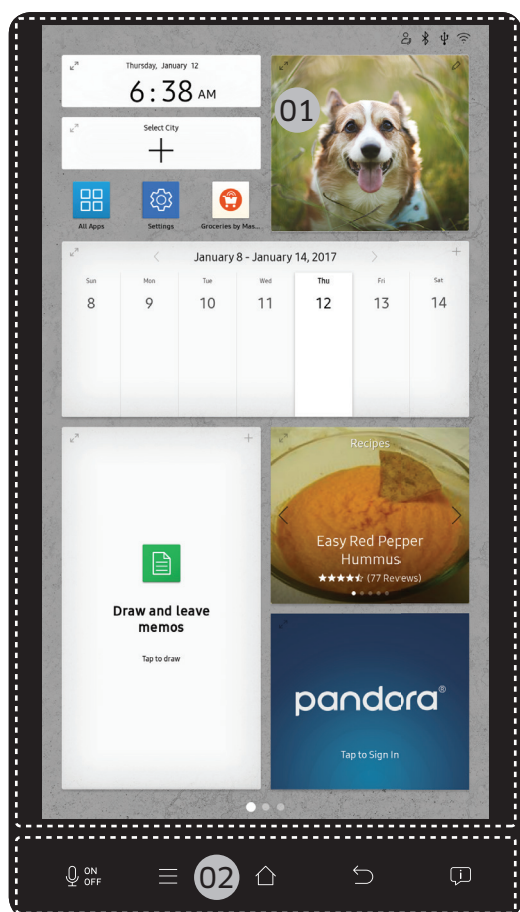 Thursday, January 12
6:38 AM
01
Select City
All Apps
Settings
Groceries by Mas...
January 8 - January 14, 2017
Sun Mon Tue Wed Thu Fri Sat
8 9 10 11 12 13 14
Recipes
Easy Red Pepper
Hummus
(77 Reviews)
Draw and leave
memos
Tap to draw
pandora®
Tap to Sign In
ON
OFF
02